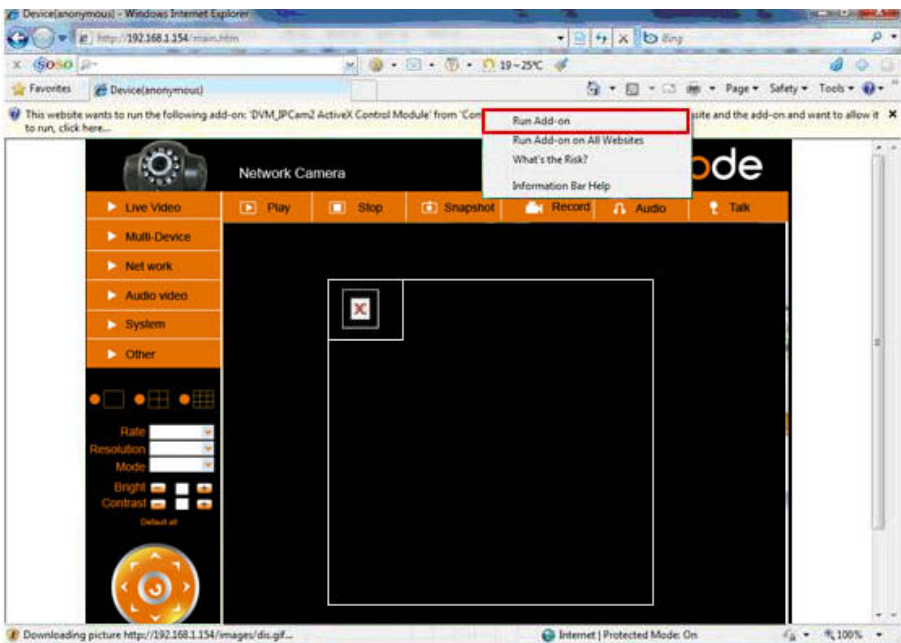 Device(anonymous) - Windows Internet Explorer
http://192.168.1.154/main.htm
Bing
SOSO
19~25℃
Favorites
Device(anonymous)
Page
Safety
Tools
This website wants to run the following add-on: 'DVM_IPCam2 ActiveX Control Module' from
site and the add-on and want to allow it
to run, click here...
Run Add-on
Run Add-on on All Websites
What's the Risk?
Information Bar Help
Network Camera
Live Video
Play
Stop
Snapshot
Record
Audio
Talk
Multi-Device
Net work
Audio video
System
Other
Rate
Resolution
Mode
Bright
Contrast
Default all
Downloading picture http://192.168.1.154/images/dis.gif...
Internet | Protected Mode: On
100%